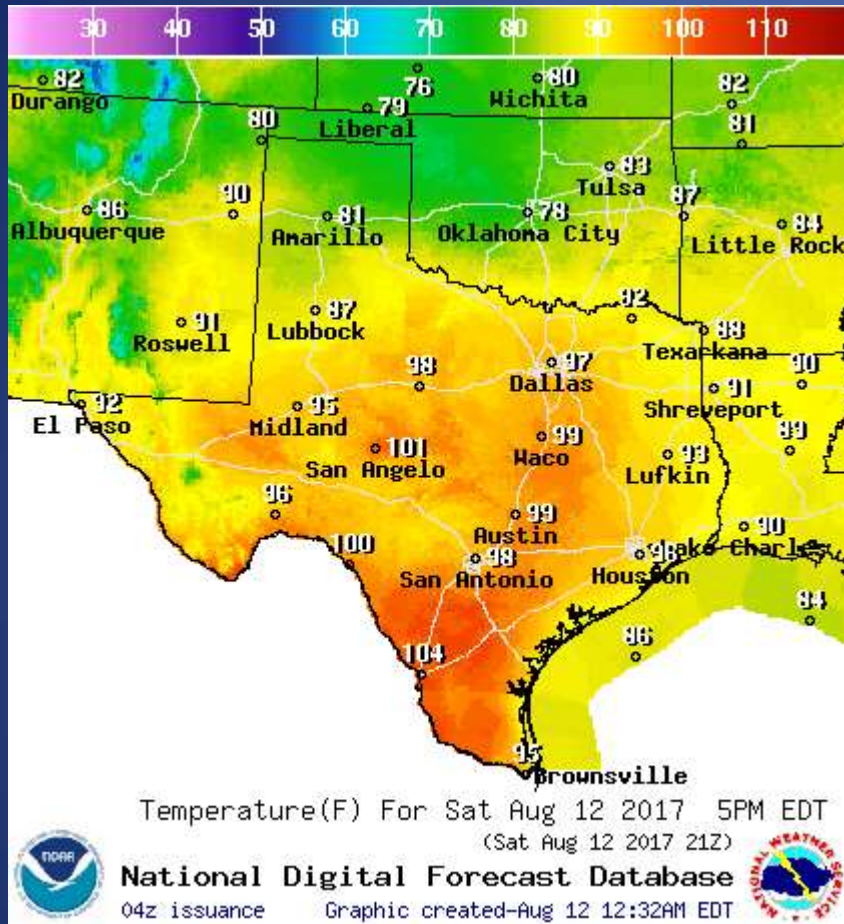 30 40 50 60 70 80 90 100 110
82 Durango
76
80 Wichita
82
79 Liberal
80
81
83 Tulsa
86 Albuquerque
90
81 Amarillo
78 Oklahoma City
87
84 Little Rock
91 Roswell
87 Lubbock
92
88 Texarkana
98
97 Dallas
90
92 El Paso
95 Midland
91 Shreveport
101 San Angelo
99 Waco
93 Lufkin
89
96
99 Austin
90 Lake Charles
100
98 San Antonio
96 Houston
84
86
104
95 Brownsville
Temperature(F) For Sat Aug 12 2017 5PM EDT
(Sat Aug 12 2017 21Z)
NOAA
National Digital Forecast Database
NATIONAL WEATHER SERVICE
04z issuance Graphic created-Aug 12 12:32AM EDT